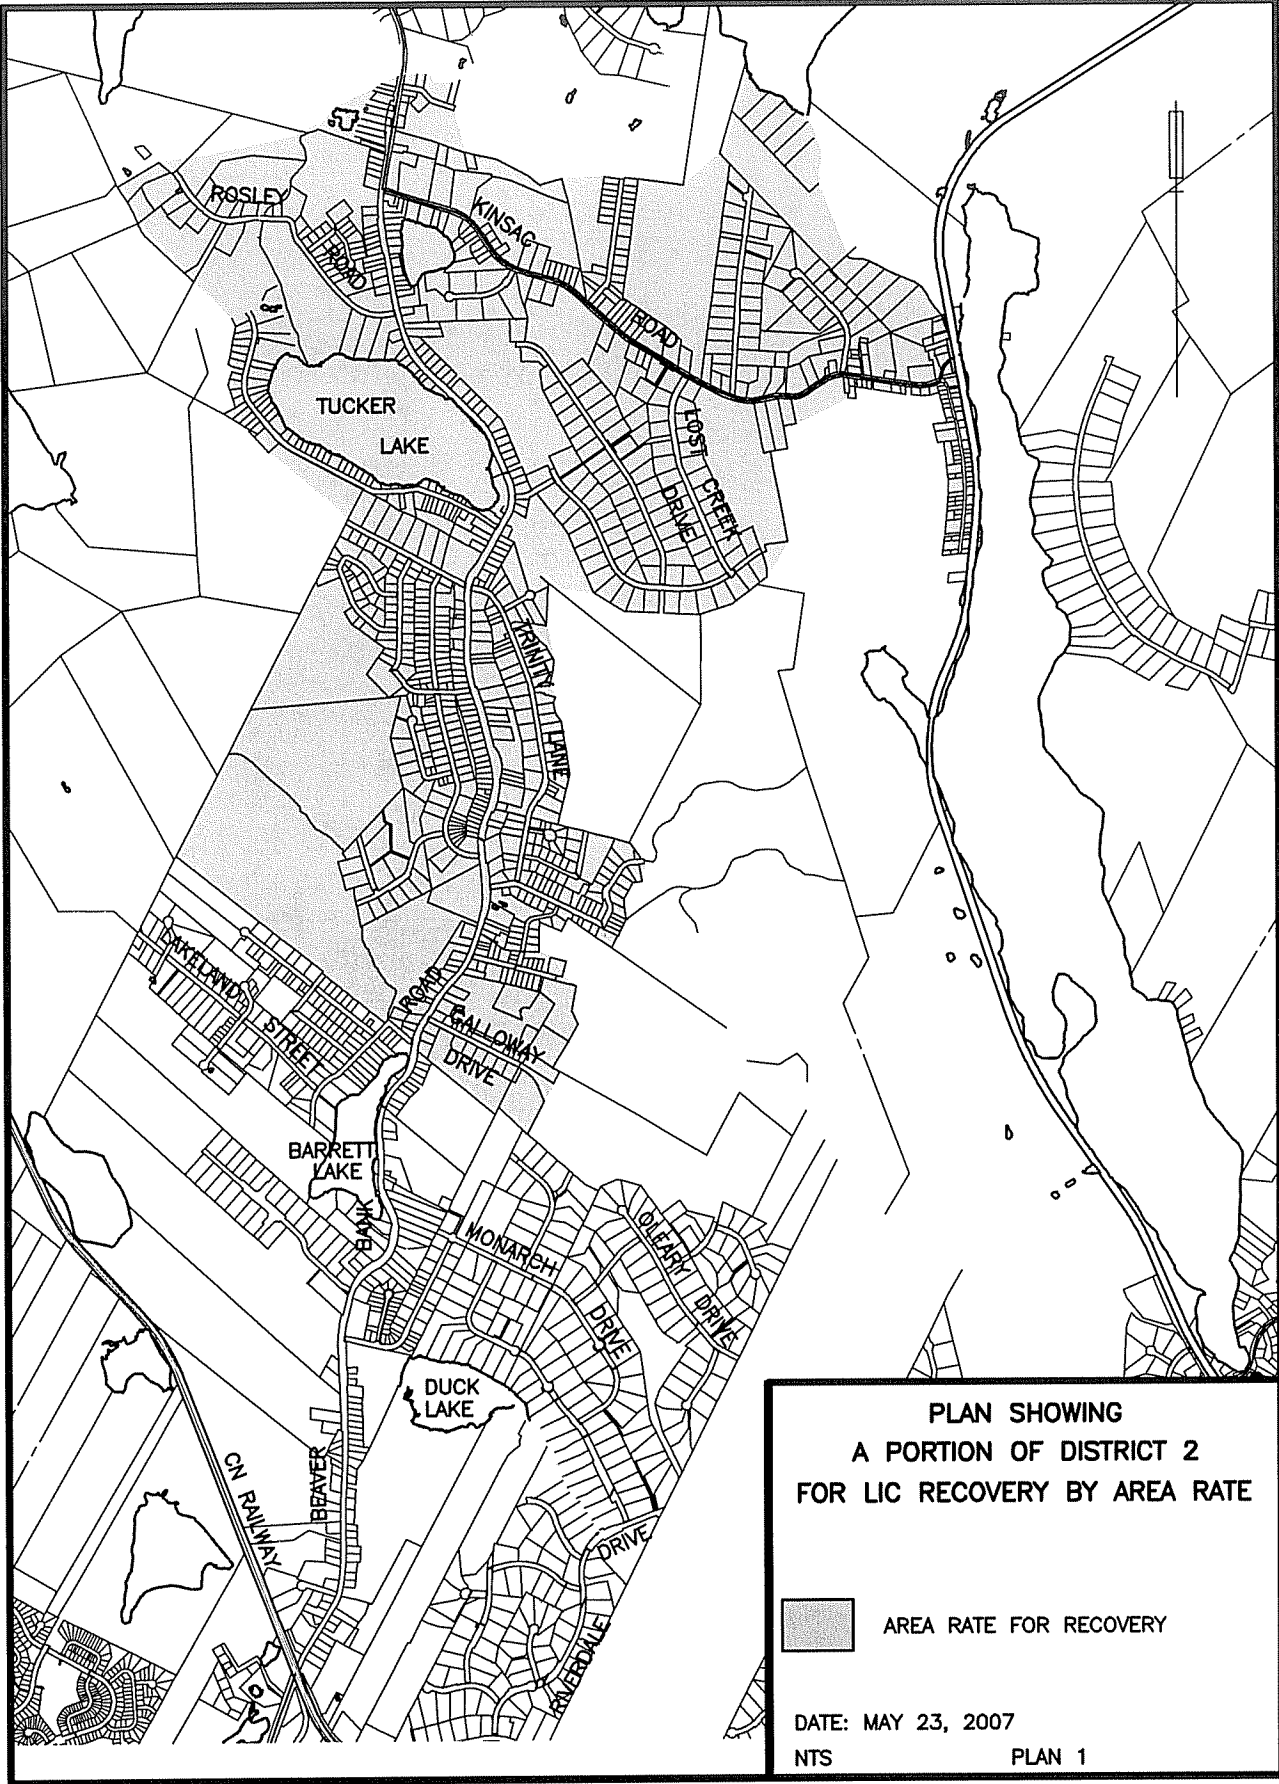 ROSLEY
ROAD
KINSAC
ROAD
TUCKER
LAKE
LOST CREEK
DRIVE
TRINITY LANE
LAKELAND
STREET
ROAD
GALLOWAY
DRIVE
BARRETT
LAKE
BANK
MONARCH
DRIVE
O'LEARY DRIVE
DUCK
LAKE
BEAVER
CN RAILWAY
DRIVE
RIVERDALE
PLAN SHOWING
A PORTION OF DISTRICT 2
FOR LIC RECOVERY BY AREA RATE
AREA RATE FOR RECOVERY
DATE: MAY 23, 2007
NTS PLAN 1